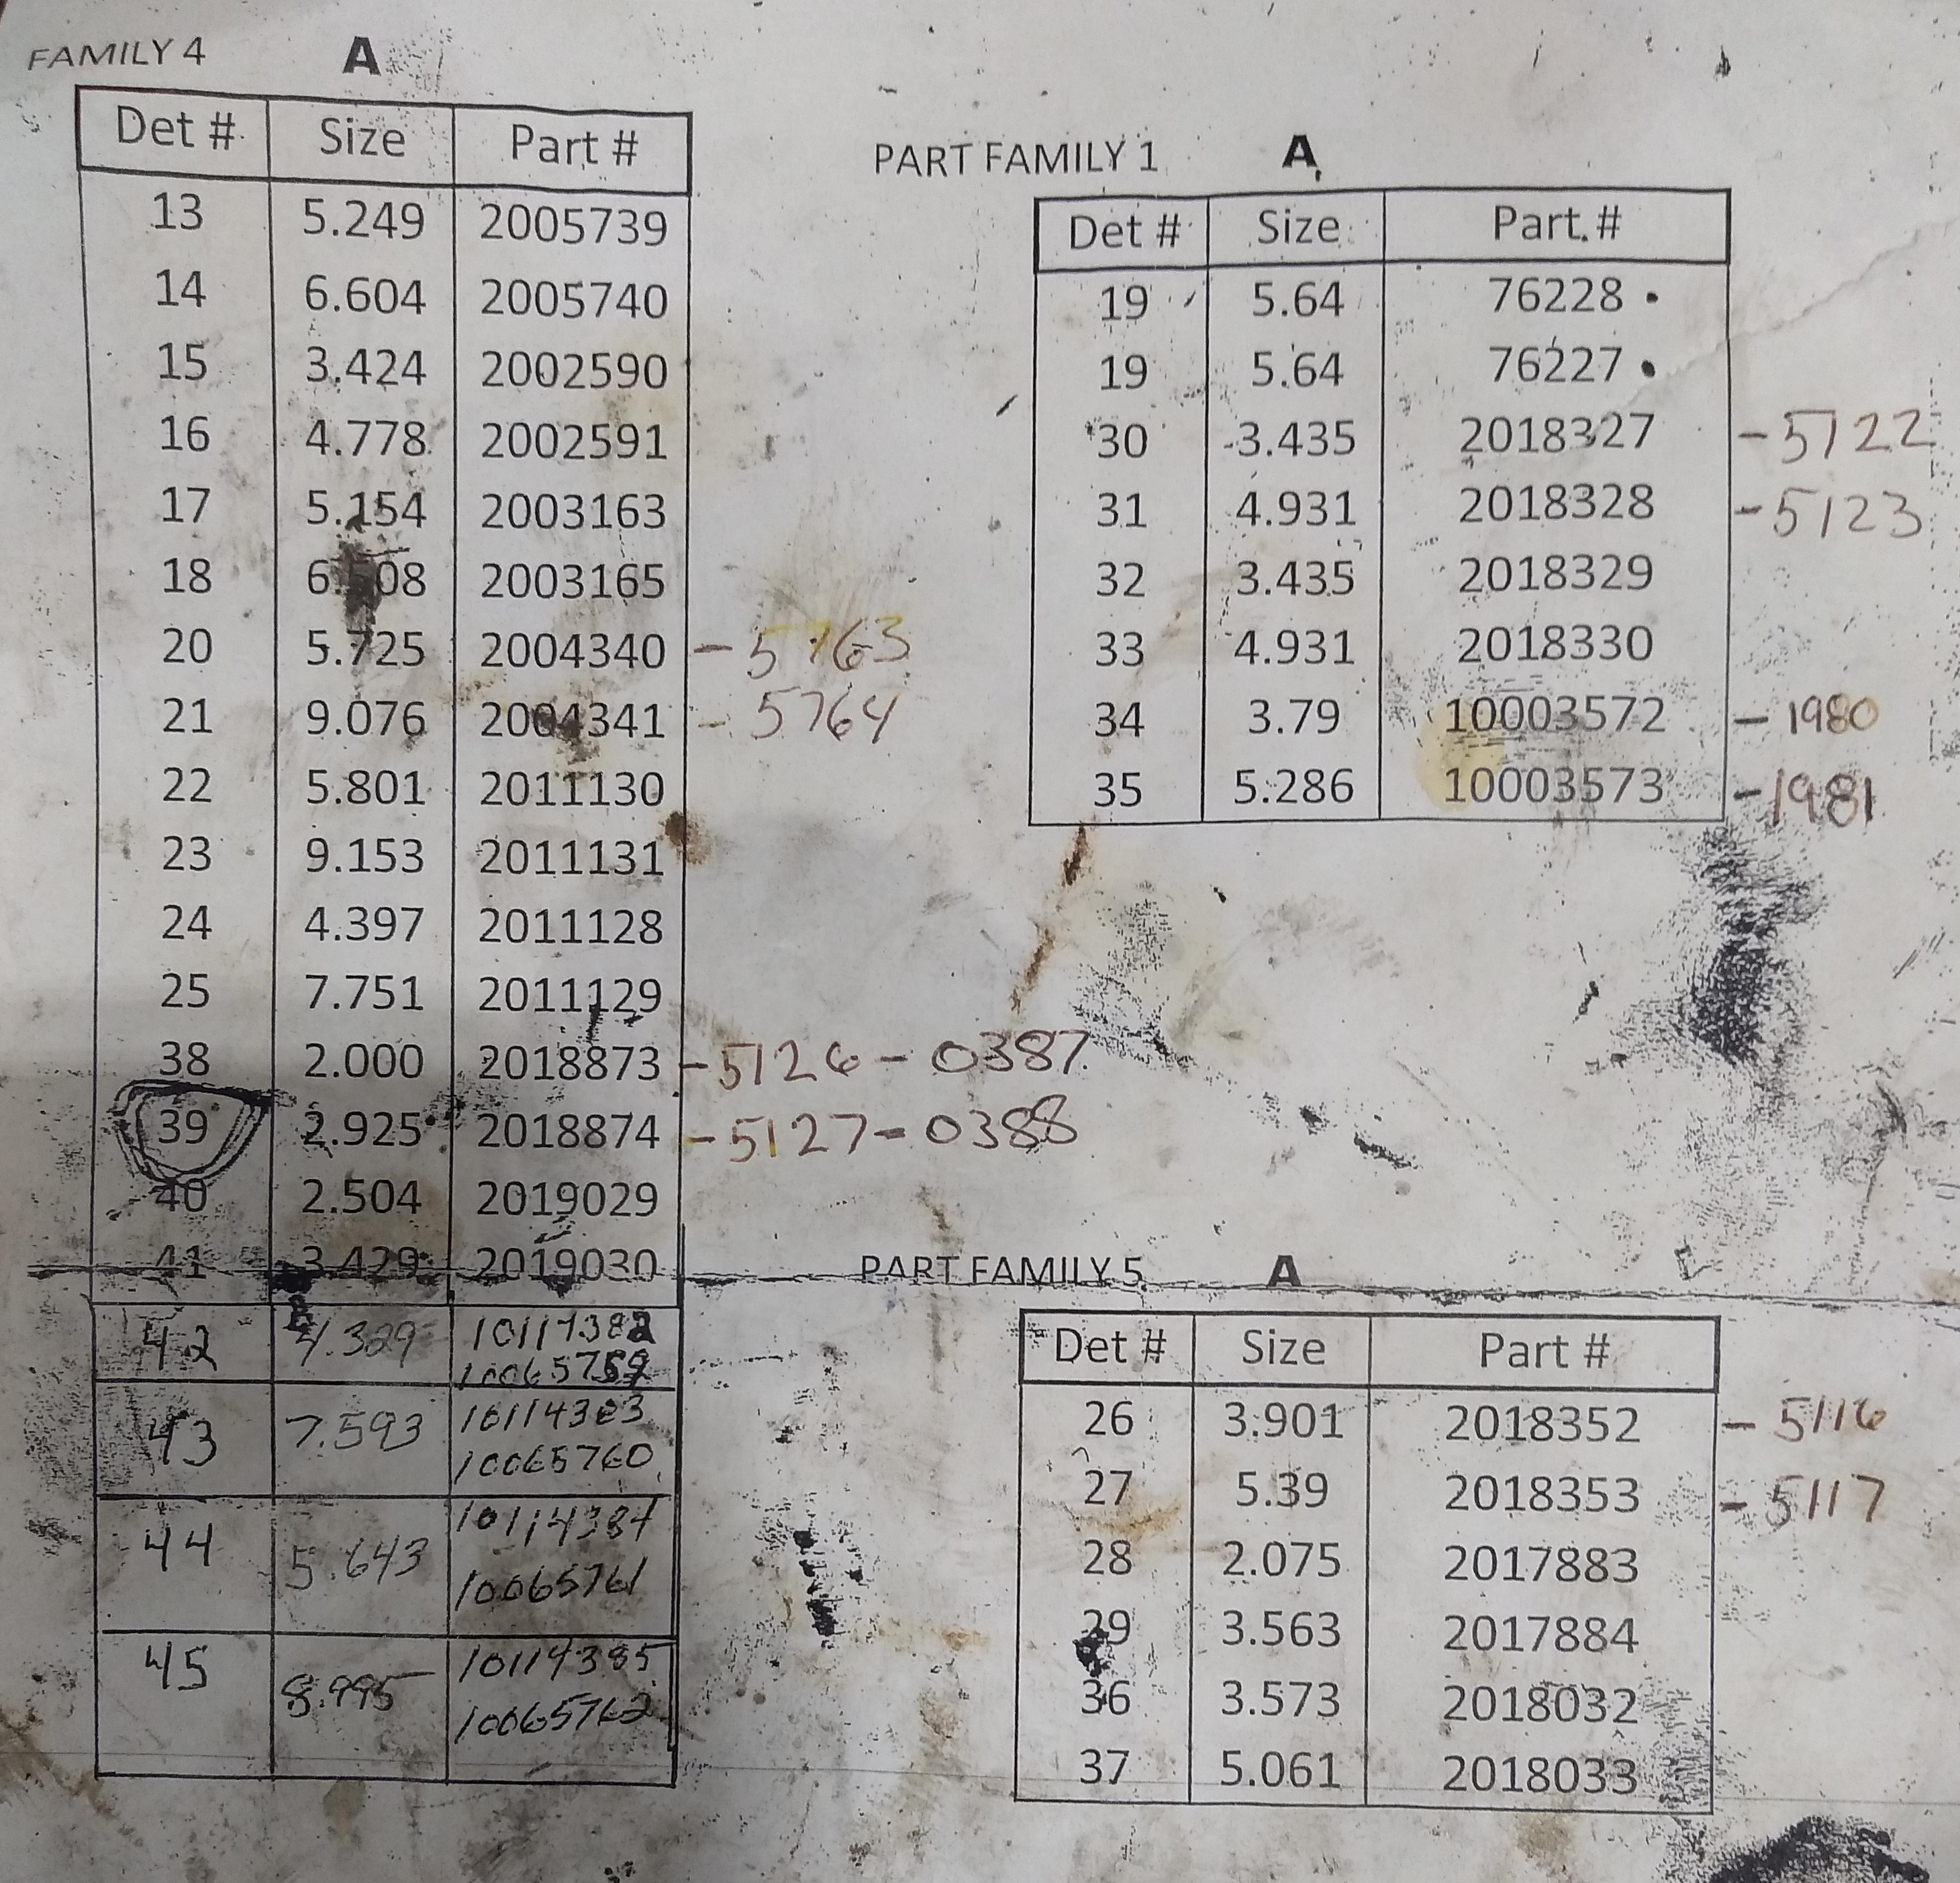 FAMILY 4 A
Det # Size Part #
13 5.249 2005739
14 6.604 2005740
15 3.424 2002590
16 4.778 2002591
17 5.154 2003163
18 2003165
20 5.725 2004340 - 5763
21 9.076 2004341 - 5764
22 5.801 2011130
23 9.153 2011131
24 4.397 2011128
25 7.751 2011129
38 2.000 2018873 - 5126 - 0387
39 2.925 2018874 - 5127 - 0388
40 2.504 2019029
41 3.429 2019030
42 4.329 10114382
10065759
43 7.593 10114383
10065760
44 5.643 10114384
10065761
45 8.995 10114385
10065762
PART FAMILY 1 A
Det # Size Part #
19 5.64 76228
19 5.64 76227
30 3.435 2018327 - 5122
31 4.931 2018328 - 5123
32 3.435 2018329
33 4.931 2018330
34 3.79 10003572 - 1980
35 5.286 10003573 - 1981
PART FAMILY 5 A
Det # Size Part #
26 3.901 2018352 - 5116
27 5.39 2018353 - 5117
28 2.075 2017883
29 3.563 2017884
36 3.573 2018032
37 5.061 2018033